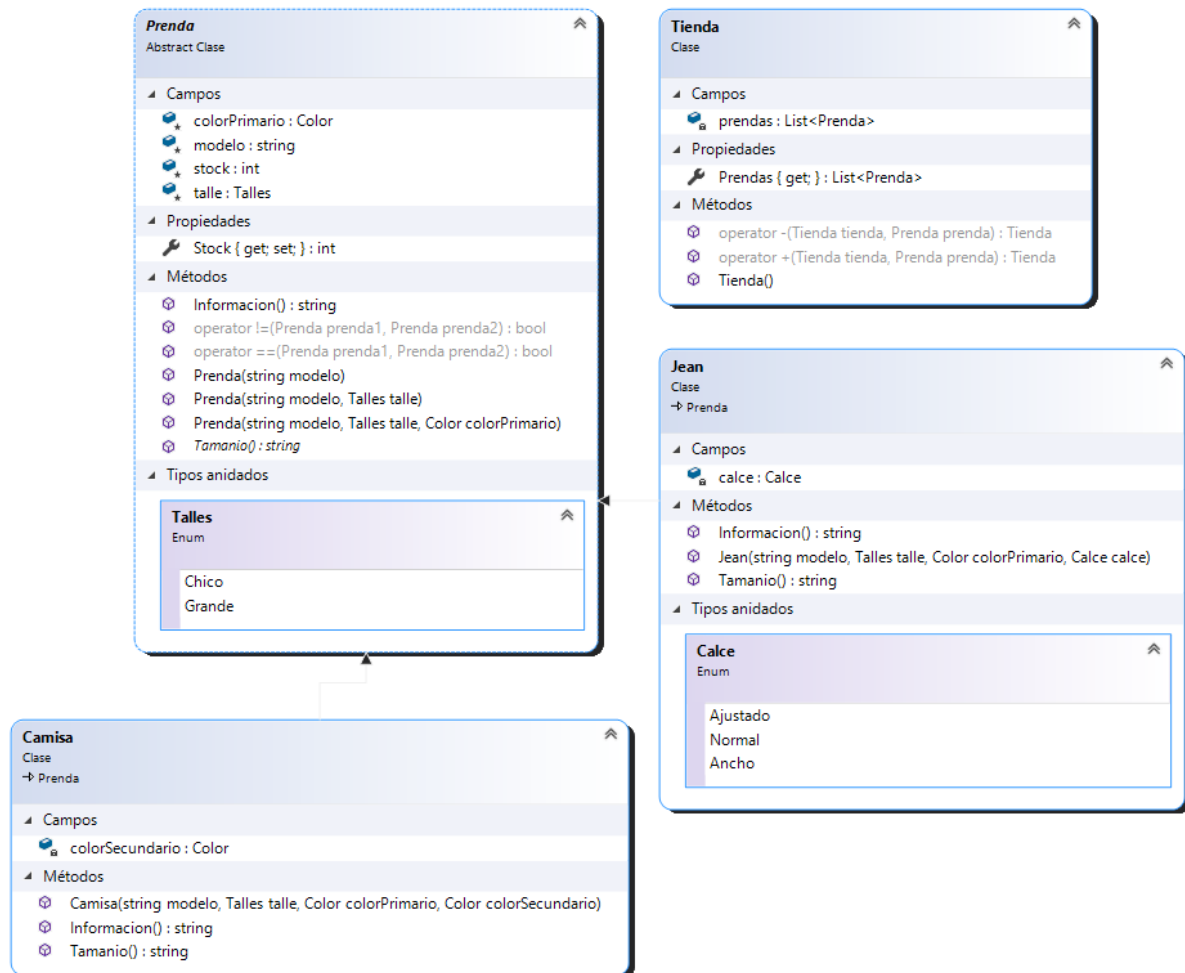 Prenda
Abstract Clase
Campos
colorPrimario : Color
modelo : string
stock : int
talle : Talles
Propiedades
Stock { get; set; } : int
Métodos
Informacion() : string
operator !=(Prenda prenda1, Prenda prenda2) : bool
operator ==(Prenda prenda1, Prenda prenda2) : bool
Prenda(string modelo)
Prenda(string modelo, Talles talle)
Prenda(string modelo, Talles talle, Color colorPrimario)
Tamanio() : string
Tipos anidados
Talles
Enum
Chico
Grande
Tienda
Clase
Campos
prendas : List<Prenda>
Propiedades
Prendas { get; } : List<Prenda>
Métodos
operator -(Tienda tienda, Prenda prenda) : Tienda
operator +(Tienda tienda, Prenda prenda) : Tienda
Tienda()
Jean
Clase
Prenda
Campos
calce : Calce
Métodos
Informacion() : string
Jean(string modelo, Talles talle, Color colorPrimario, Calce calce)
Tamanio() : string
Tipos anidados
Calce
Enum
Ajustado
Normal
Ancho
Camisa
Clase
Prenda
Campos
colorSecundario : Color
Métodos
Camisa(string modelo, Talles talle, Color colorPrimario, Color colorSecundario)
Informacion() : string
Tamanio() : string